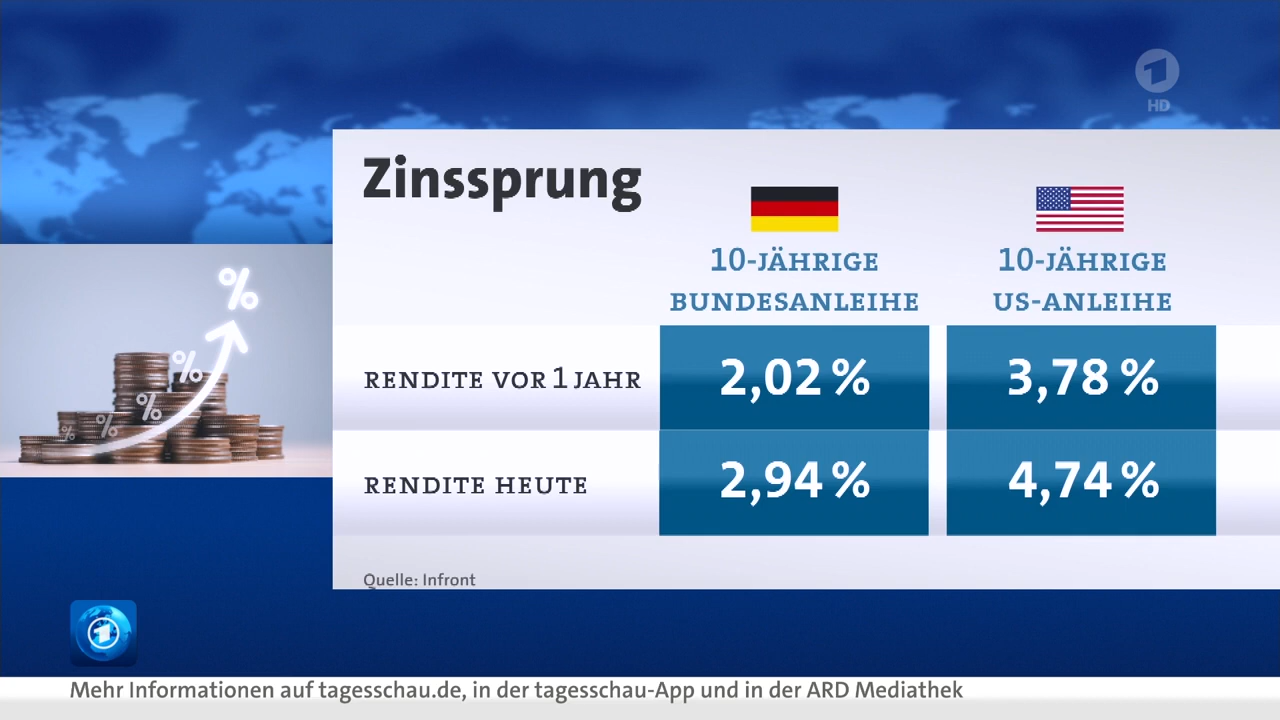 HD
Zinssprung
10-JÄHRIGE
BUNDESANLEIHE
10-JÄHRIGE
US-ANLEIHE
RENDITE VOR 1 JAHR
2,02 %
3,78 %
RENDITE HEUTE
2,94 %
4,74 %
% % % % %
Quelle: Infront
Mehr Informationen auf tagesschau.de, in der tagesschau-App und in der ARD Mediathek